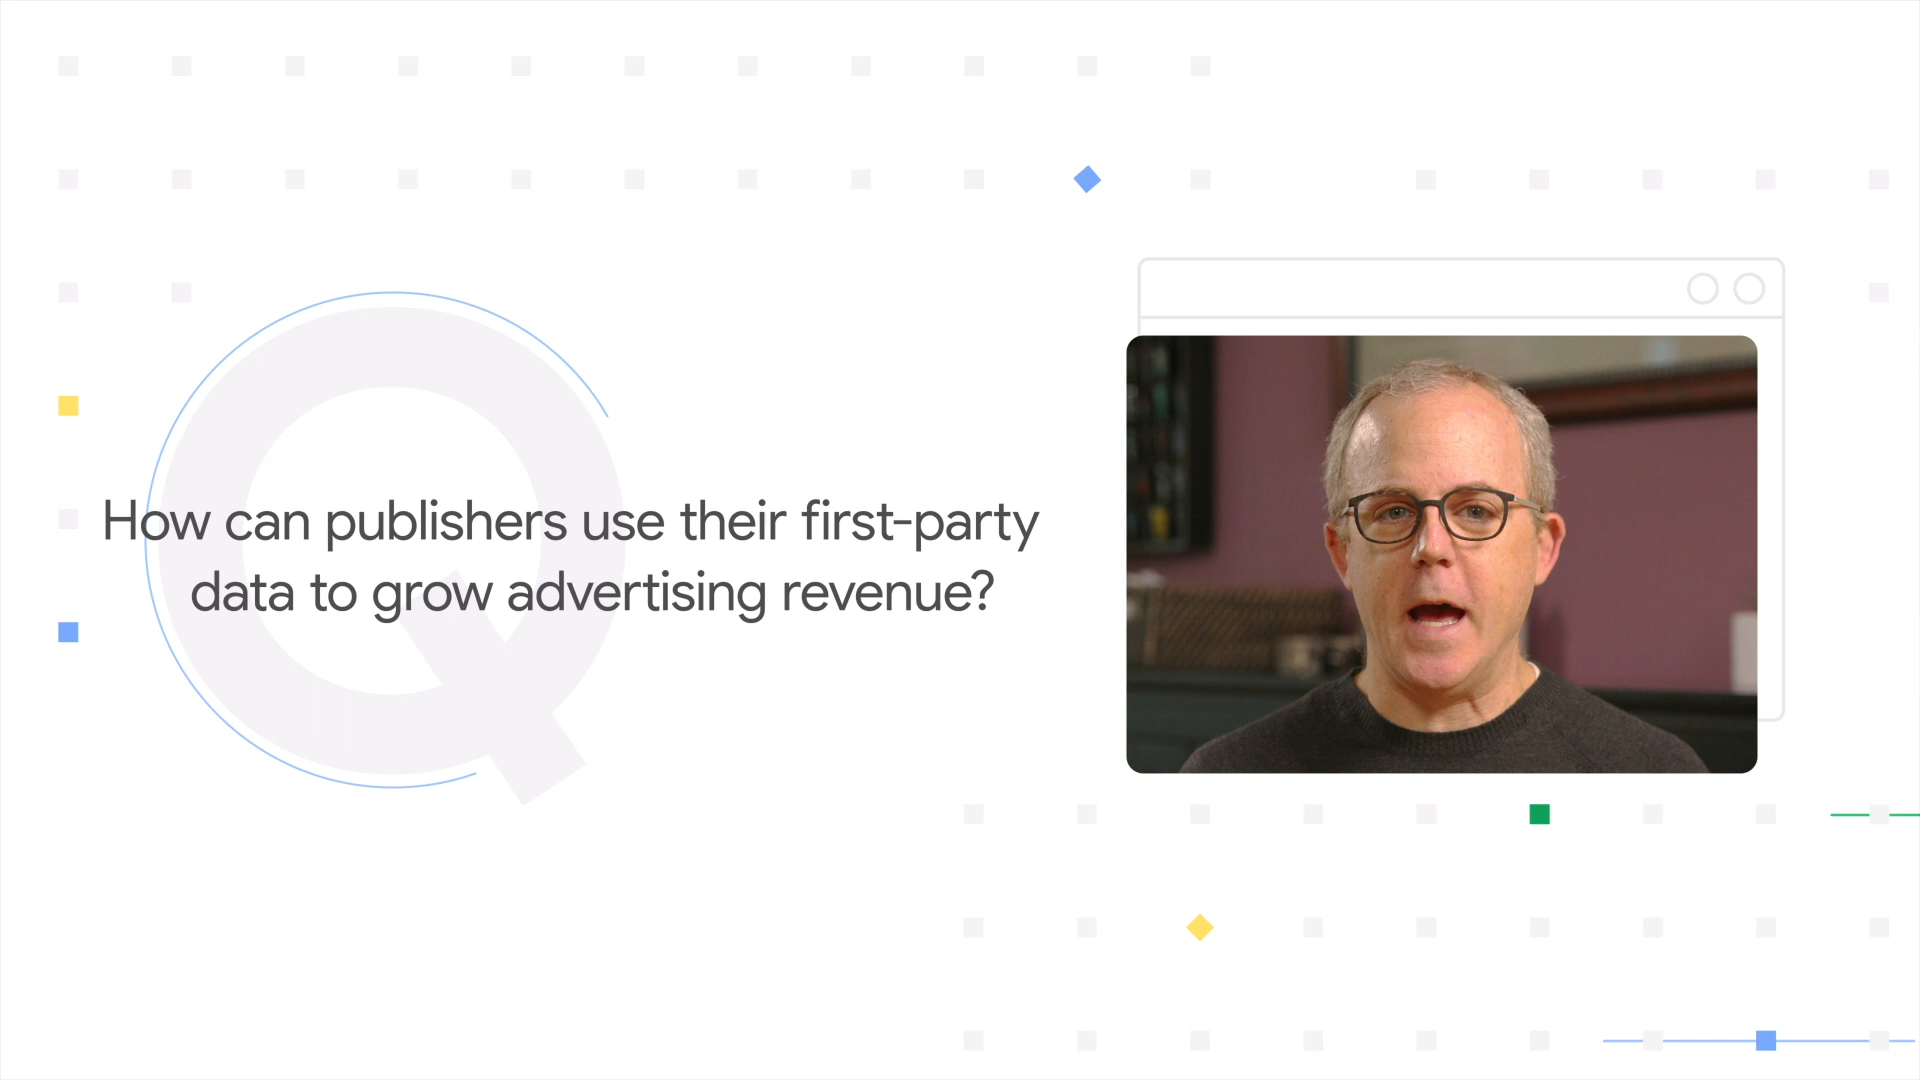 Q
How can publishers use their first-party
data to grow advertising revenue?